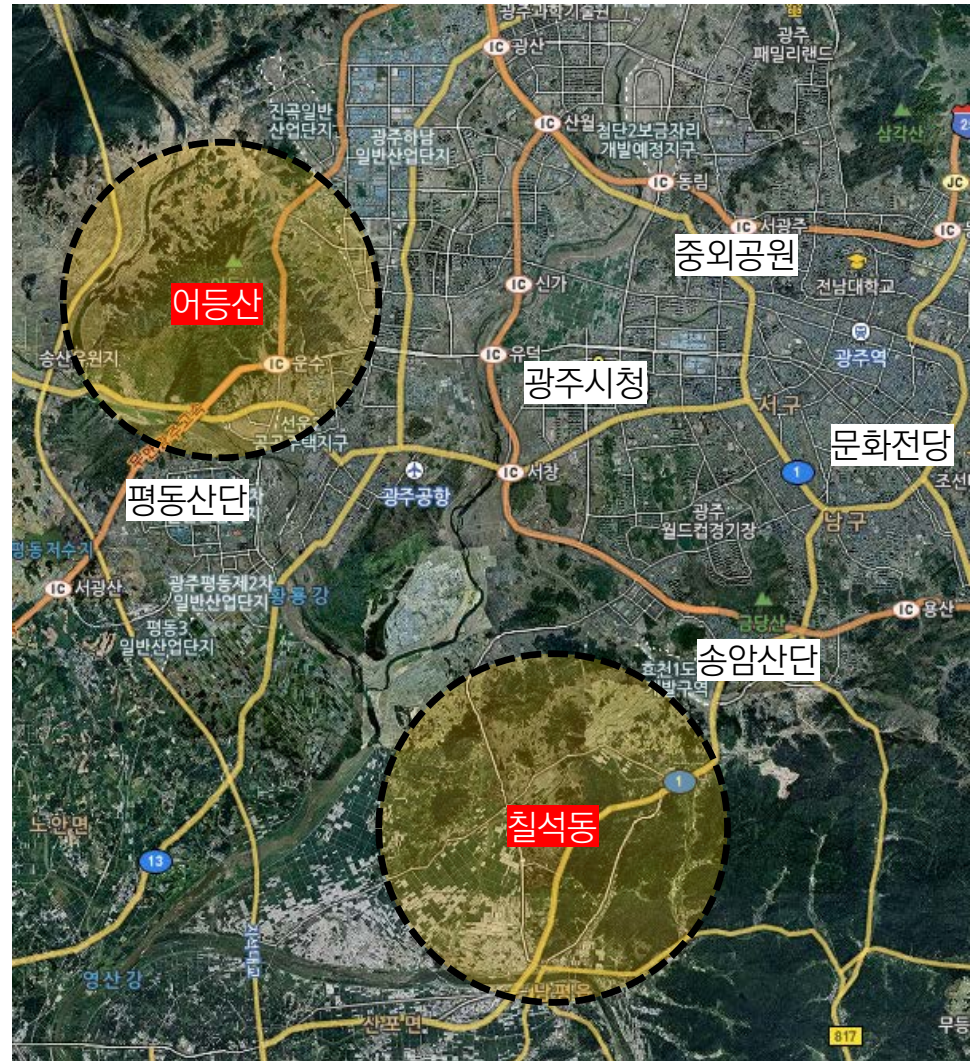 광주과학기술원
IC 광산
광주
패밀리랜드
진곡일반
산업단지
광주하남
일반산업단지
IC 산월
첨단2보금자리
개발예정지구
삼각산
IC 동림
JC
IC 서광주
IC
중외공원
전남대학교
IC 신가
어등산
송산유원지
IC 운수
IC 유덕
광주시청
광주역
서구
선운
공공주택지구
문화전당
IC 서창
1
조선대
광주공항
평동산단
광주
월드컵경기장
남구
평동저수지
IC 서광산
광주평동제2차
일반산업단지
황룡강
금당산
IC 용산
평동3
일반산업단지
송암산단
효천1도
개발구역
1
칠석동
노안면
13
지석대교
영산강
남평읍
산포면
817
무등